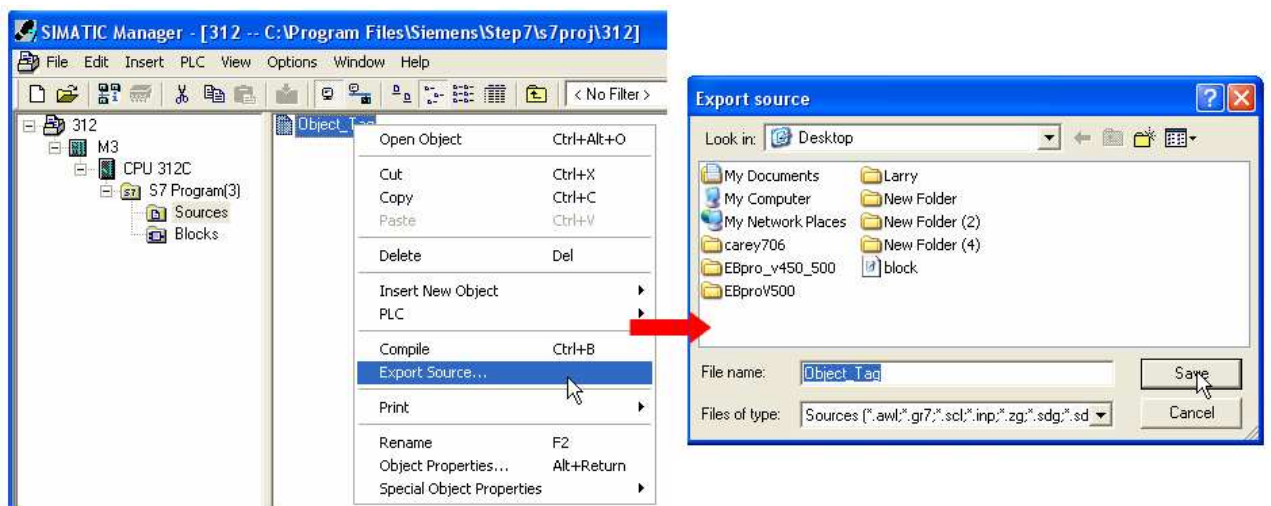 SIMATIC Manager - [312 -- C:\Program Files\Siemens\Step7\s7proj\312]
File Edit Insert PLC View Options Window Help
< No Filter >
312
M3
CPU 312C
S7 Program(3)
Sources
Blocks
Object_Tag
Open Object Ctrl+Alt+O
Cut Ctrl+X
Copy Ctrl+C
Paste Ctrl+V
Delete Del
Insert New Object
PLC
Compile Ctrl+B
Export Source...
Print
Rename F2
Object Properties... Alt+Return
Special Object Properties
Export source
Look in: Desktop
My Documents
My Computer
My Network Places
carey706
EBpro_v450_500
EBproV500
Larry
New Folder
New Folder (2)
New Folder (4)
block
File name: Object_Tag Save
Files of type: Sources (*.awl;*.gr7;*.scl;*.inp;*.zg;*.sdg;*.sd Cancel